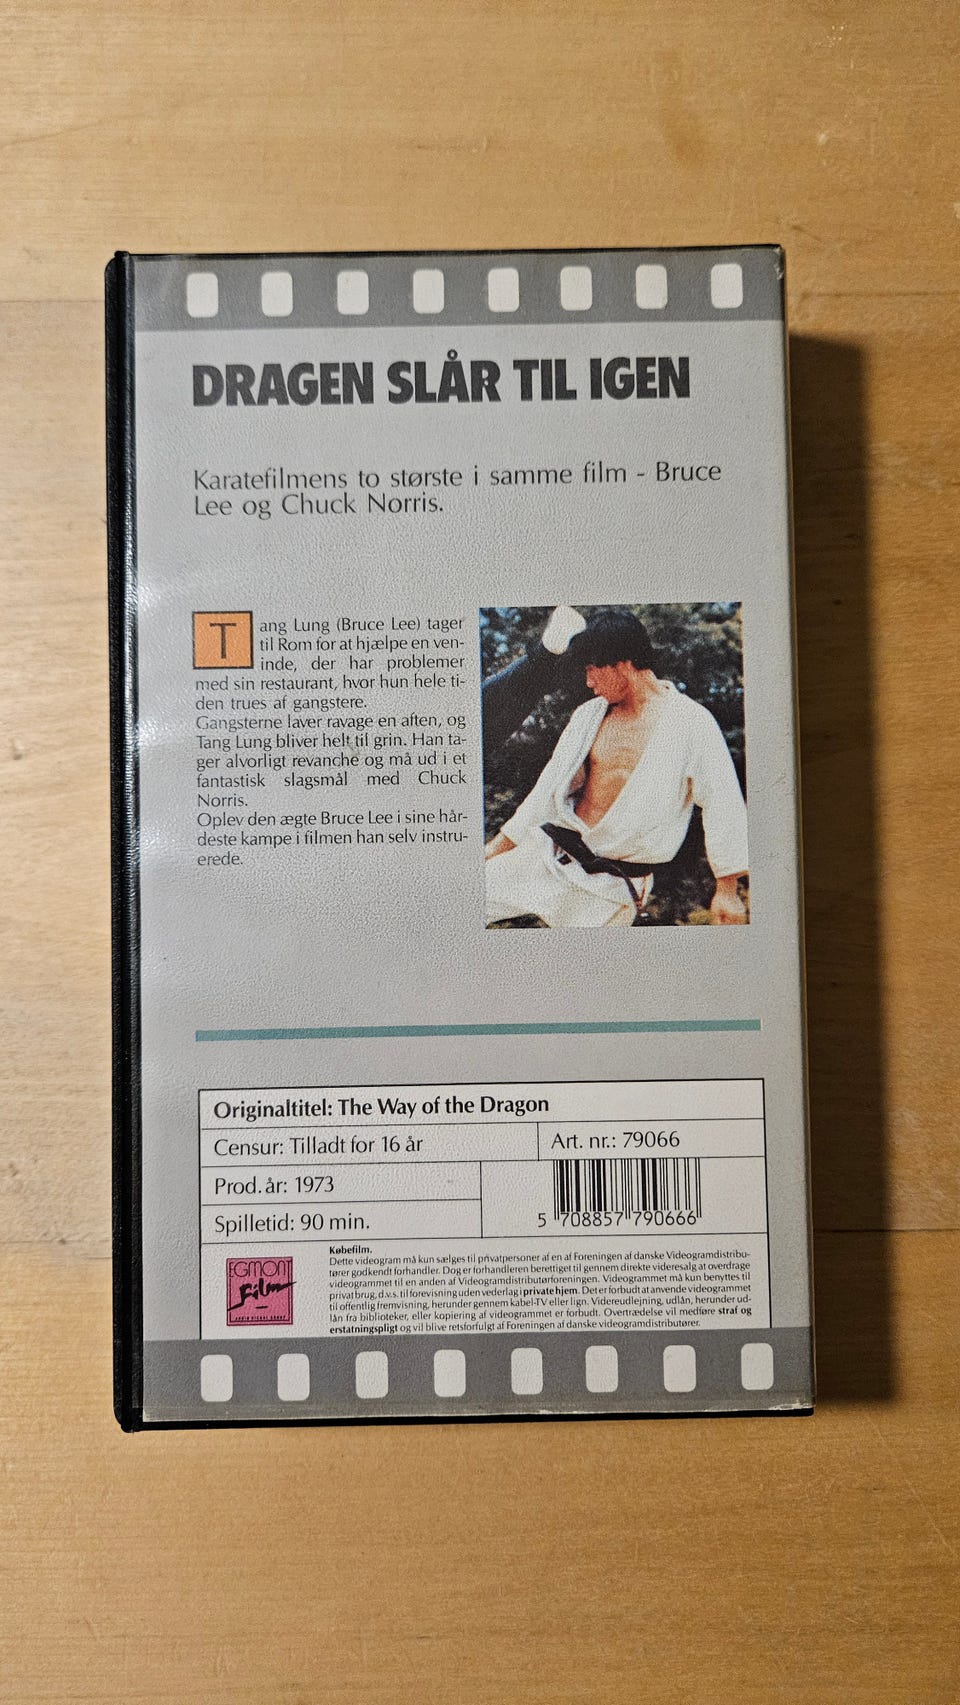 DRAGEN SLÅR TIL IGEN
Karatefilmens to største i samme film - Bruce
Lee og Chuck Norris.
Tang Lung (Bruce Lee) tager
til Rom for at hjælpe en ven-
inde, der har problemer
med sin restaurant, hvor hun hele ti-
den trues af gangstere.
Gangsterne laver ravage en aften, og
Tang Lung bliver helt til grin. Han ta-
ger alvorligt revanche og må ud i et
fantastisk slagsmål med Chuck
Norris.
Oplev den ægte Bruce Lee i sine hår-
deste kampe i filmen han selv instru-
erede.
Originaltitel: The Way of the Dragon
Censur: Tilladt for 16 år
Art. nr.: 79066
Prod. år: 1973
Spilletid: 90 min.
5 708857 790666
EGMONT
Film
Købefilm.
Dette videogram må kun sælges til privatpersoner af en af Foreningen af danske Videogramdistribu-
tører godkendt forhandler. Dog er forhandleren berettiget til gennem direkte videresalg at overdrage
videogrammet til en anden af Videogramdistributørforeningen. Videogrammet må kun benyttes til
privat brug, d.v.s. til forevisning uden vederlag i private hjem. Det er forbudt at anvende videogrammet
til offentlig fremvisning, herunder gennem kabel-TV eller lign. Videreudlejning, udlån, herunder ud-
lån fra biblioteker, eller kopiering af videogrammet er forbudt. Overtrædelse vil medføre straf og
erstatningspligt og vil blive retsforfulgt af Foreningen af danske videogramdistributører.